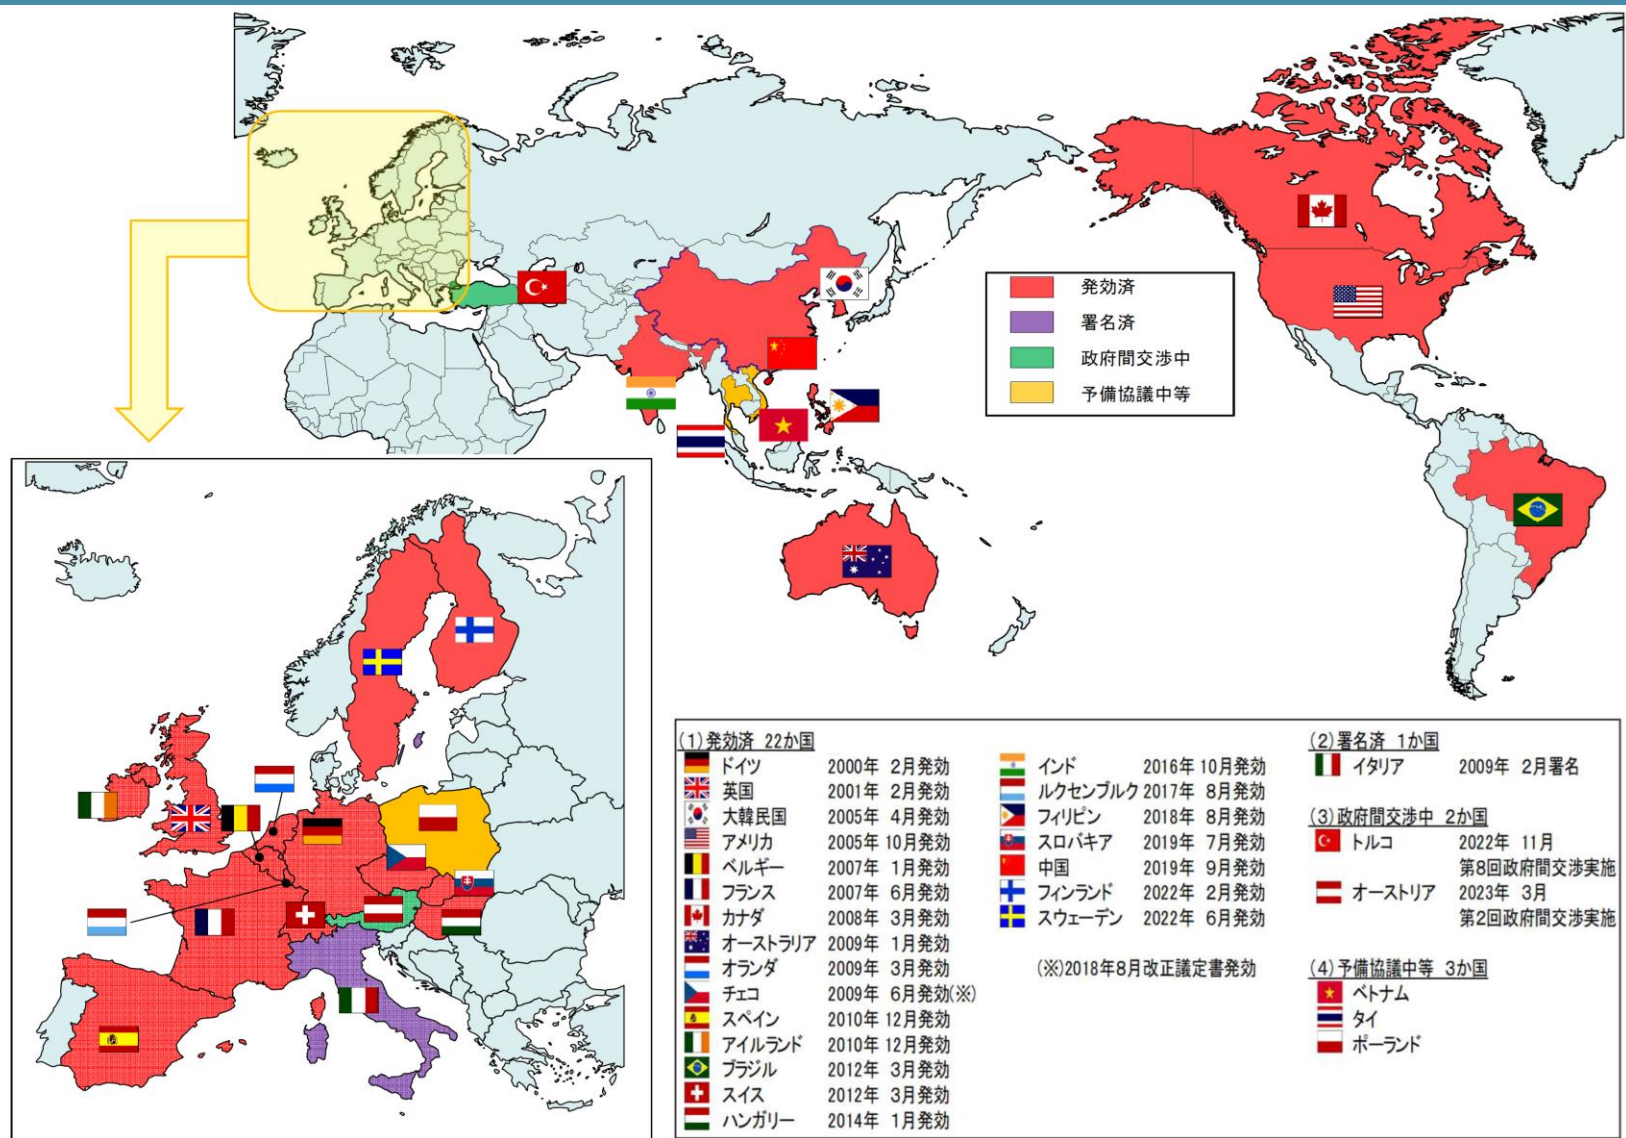 発効済
署名済
政府間交渉中
予備協議中等
(1)発効済 22か国
ドイツ 2000年 2月発効
英国 2001年 2月発効
大韓民国 2005年 4月発効
アメリカ 2005年10月発効
ベルギー 2007年 1月発効
フランス 2007年 6月発効
カナダ 2008年 3月発効
オーストラリア 2009年 1月発効
オランダ 2009年 3月発効
チェコ 2009年 6月発効(※)
スペイン 2010年12月発効
アイルランド 2010年12月発効
ブラジル 2012年 3月発効
スイス 2012年 3月発効
ハンガリー 2014年 1月発効
インド 2016年10月発効
ルクセンブルク 2017年 8月発効
フィリピン 2018年 8月発効
スロバキア 2019年 7月発効
中国 2019年 9月発効
フィンランド 2022年 2月発効
スウェーデン 2022年 6月発効
(※)2018年8月改正議定書発効
(2)署名済 1か国
イタリア 2009年 2月署名
(3)政府間交渉中 2か国
トルコ 2022年 11月
第8回政府間交渉実施
オーストリア 2023年 3月
第2回政府間交渉実施
(4)予備協議中等 3か国
ベトナム
タイ
ポーランド